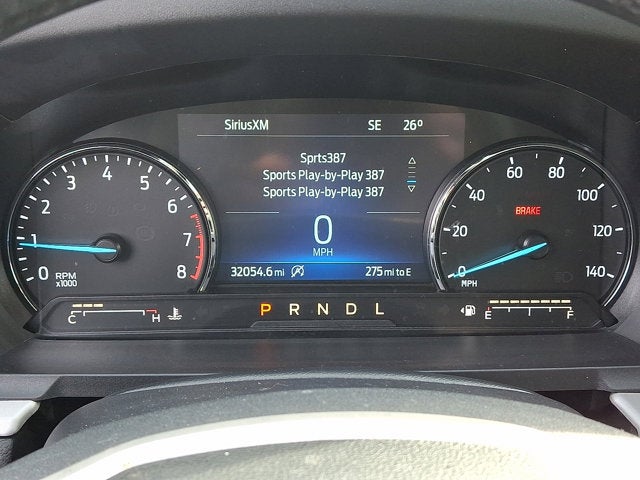 SiriusXM SE 26°
Sprts387
Sports Play-by-Play 387
Sports Play-by-Play 387
0
MPH
32054.6 mi 275 mi to E
0 1 2 3 4 5 6 7 8
RPM
x1000
0 20 40 60 80 100 120 140
BRAKE
MPH
C H
P R N D L
E F